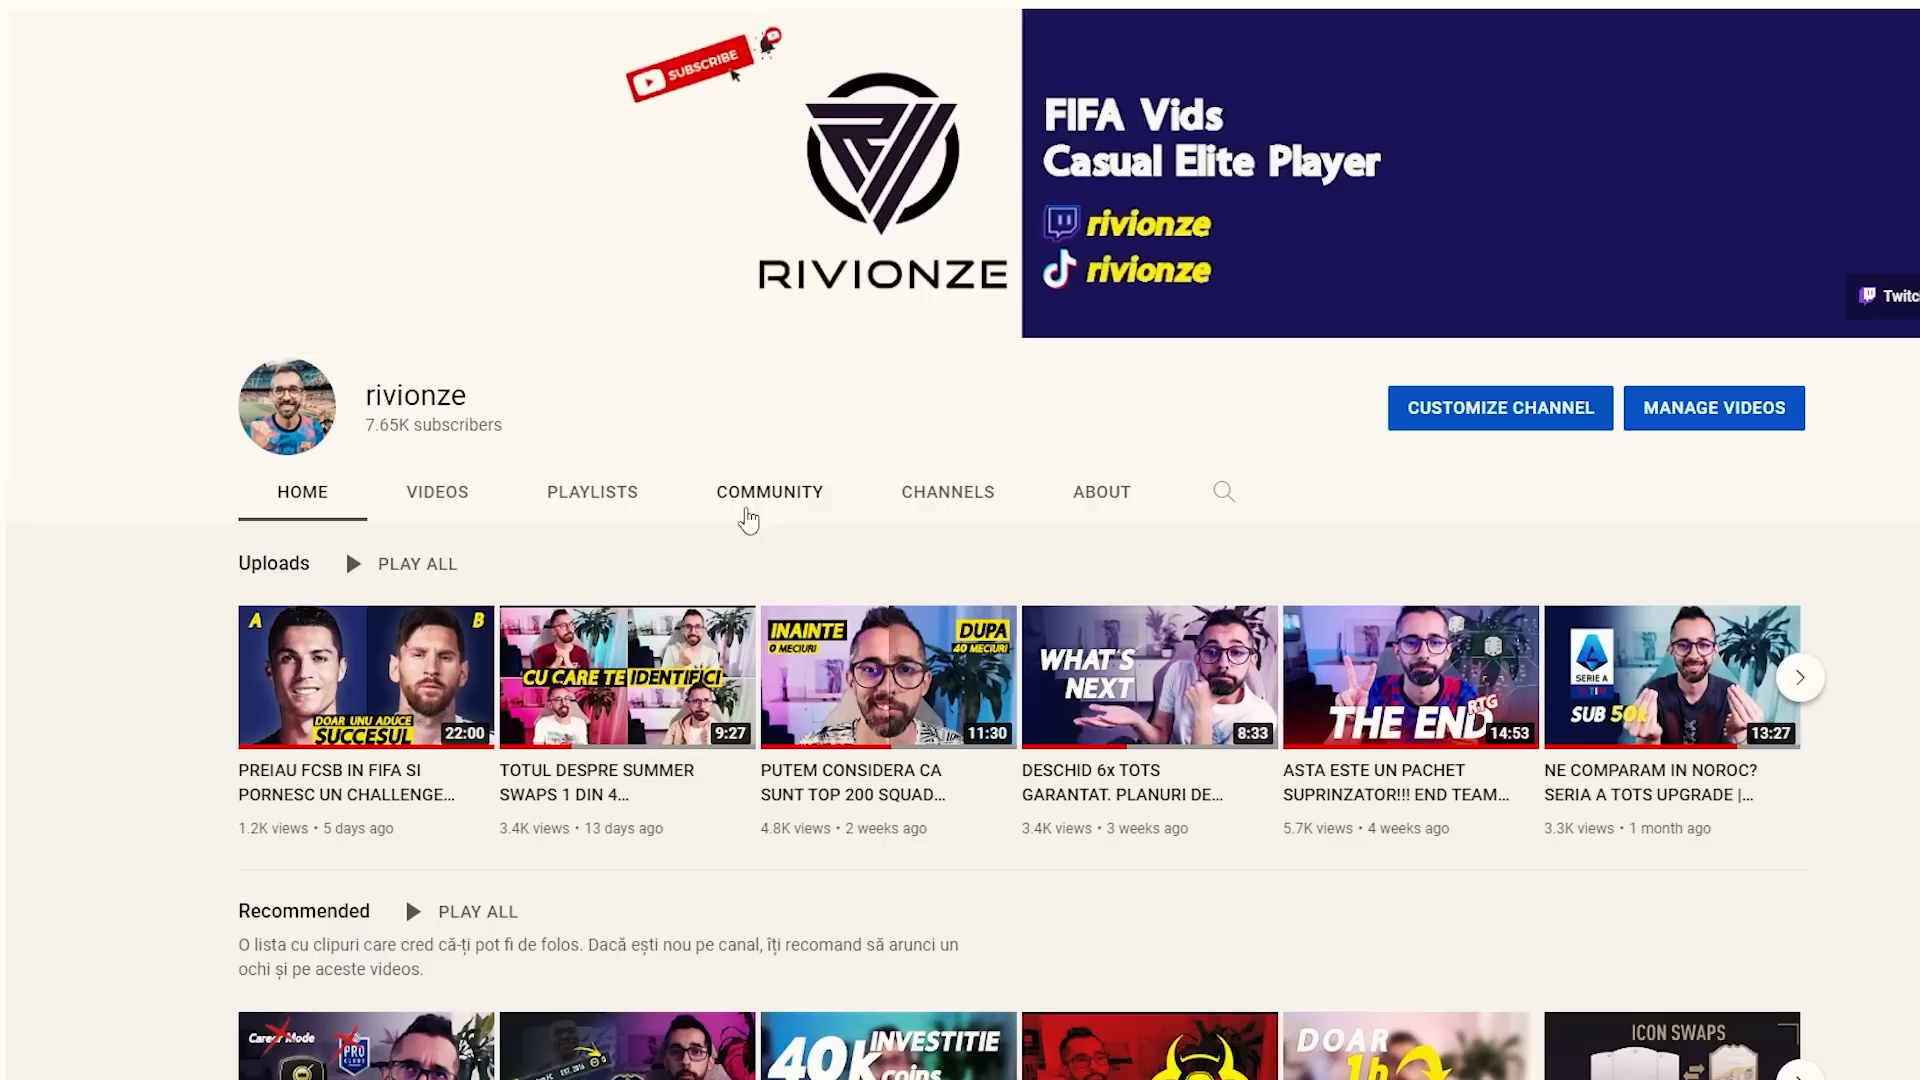 SUBSCRIBE
RIVIONZE
FIFA Vids
Casual Elite Player
rivionze
rivionze
Twitc
rivionze
7.65K subscribers
CUSTOMIZE CHANNEL
MANAGE VIDEOS
HOME
VIDEOS
PLAYLISTS
COMMUNITY
CHANNELS
ABOUT
Uploads
PLAY ALL
A
B
DOAR UNU ADUCE
SUCCESUL
22:00
PREIAU FCSB IN FIFA SI
PORNESC UN CHALLENGE...
1.2K views • 5 days ago
CU CARE TE IDENTIFICI
9:27
TOTUL DESPRE SUMMER
SWAPS 1 DIN 4...
3.4K views • 13 days ago
INAINTE
0 MECIURI
DUPA
40 MECIURI
11:30
PUTEM CONSIDERA CA
SUNT TOP 200 SQUAD...
4.8K views • 2 weeks ago
WHAT'S
NEXT
8:33
DESCHID 6x TOTS
GARANTAT. PLANURI DE...
3.4K views • 3 weeks ago
THE END
RTG
14:53
ASTA ESTE UN PACHET
SUPRINZATOR!!! END TEAM...
5.7K views • 4 weeks ago
SERIE A
SUB 50K
13:27
NE COMPARAM IN NOROC?
SERIA A TOTS UPGRADE |...
3.3K views • 1 month ago
Recommended
PLAY ALL
O lista cu clipuri care cred că-ți pot fi de folos. Dacă ești nou pe canal, îți recomand să arunci un
ochi și pe aceste videos.
Career Mode
PRO
CLUBS
EST. 2016
40K
INVESTITIE
coins
DOAR
1h
ICON SWAPS